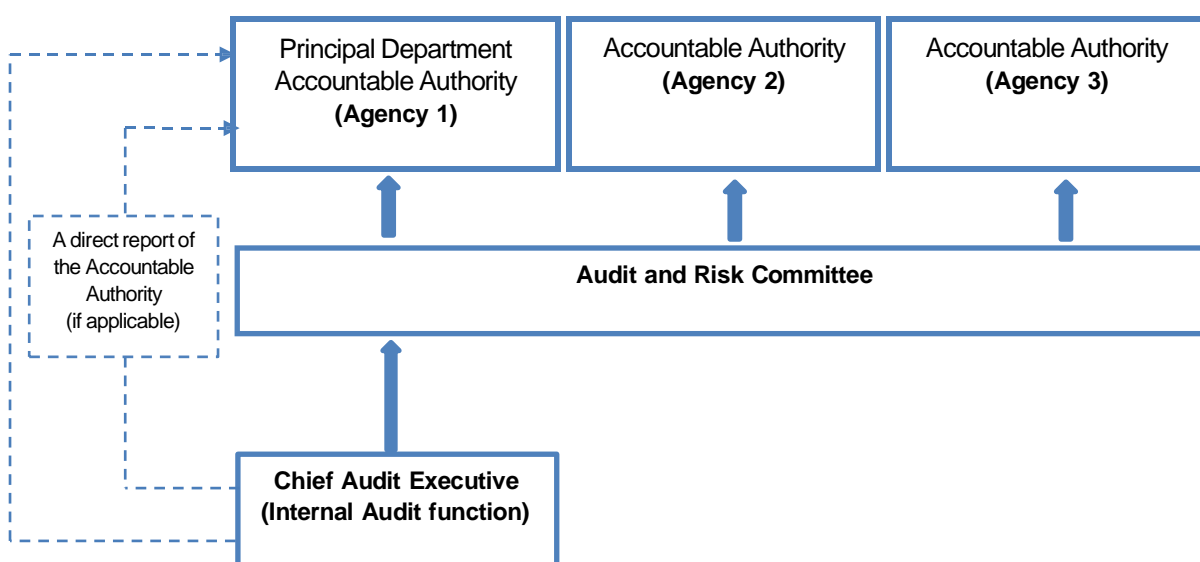 Principal Department
Accountable Authority
(Agency 1)
Accountable Authority
(Agency 2)
Accountable Authority
(Agency 3)
A direct report of
the Accountable
Authority
(if applicable)
Audit and Risk Committee
Chief Audit Executive
(Internal Audit function)